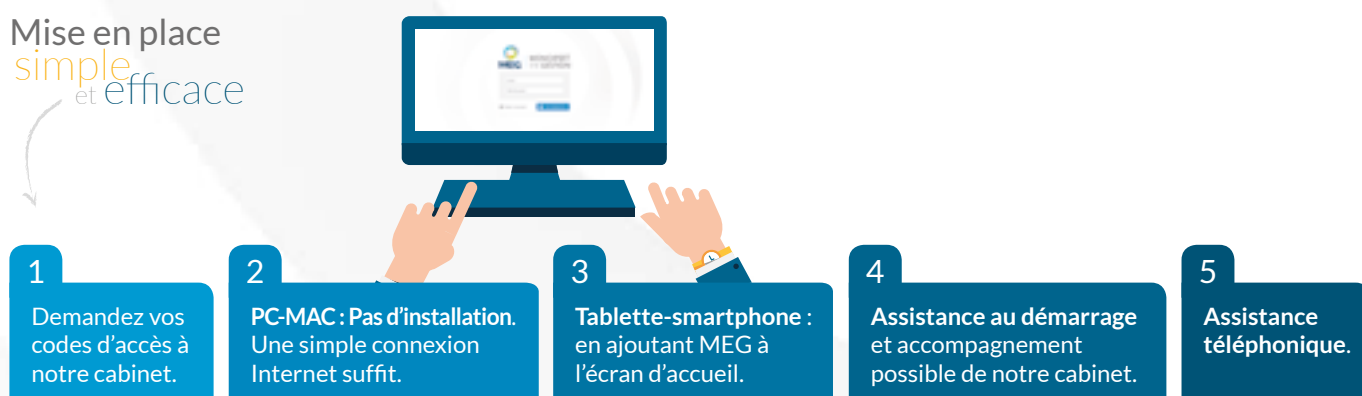 Mise en place
simple
et efficace
MEG
1
Demandez vos
codes d'accès à
notre cabinet.
2
PC-MAC : Pas d'installation.
Une simple connexion
Internet suffit.
3
Tablette-smartphone :
en ajoutant MEG à
l'écran d'accueil.
4
Assistance au démarrage
et accompagnement
possible de notre cabinet.
5
Assistance
téléphonique.